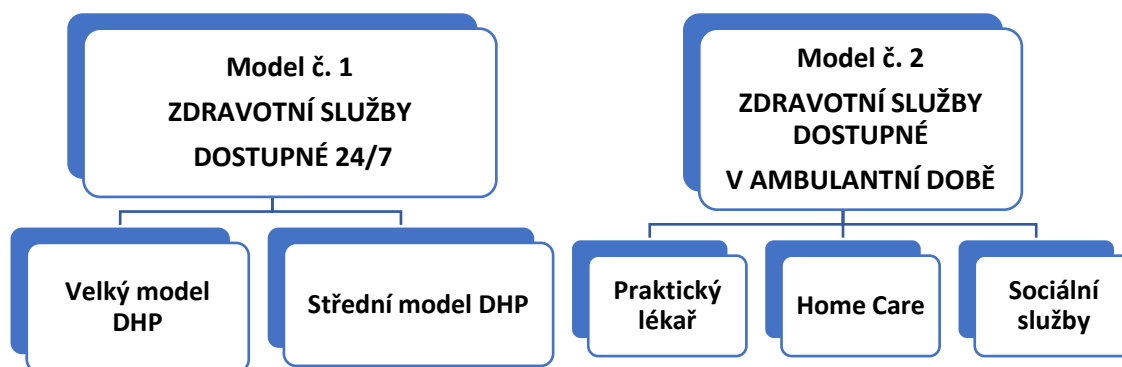 Model č. 1
ZDRAVOTNÍ SLUŽBY
DOSTUPNÉ 24/7
Model č. 2
ZDRAVOTNÍ SLUŽBY
DOSTUPNÉ
V AMBULANTNÍ DOBĚ
Velký model
DHP
Střední model DHP
Praktický
lékař
Home Care
Sociální
služby